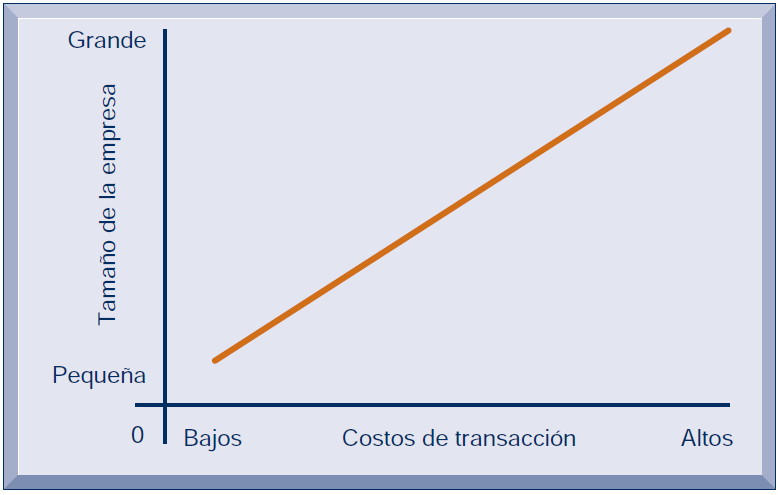 Grande
Tamaño de la empresa
Pequeña
0
Bajos
Costos de transacción
Altos